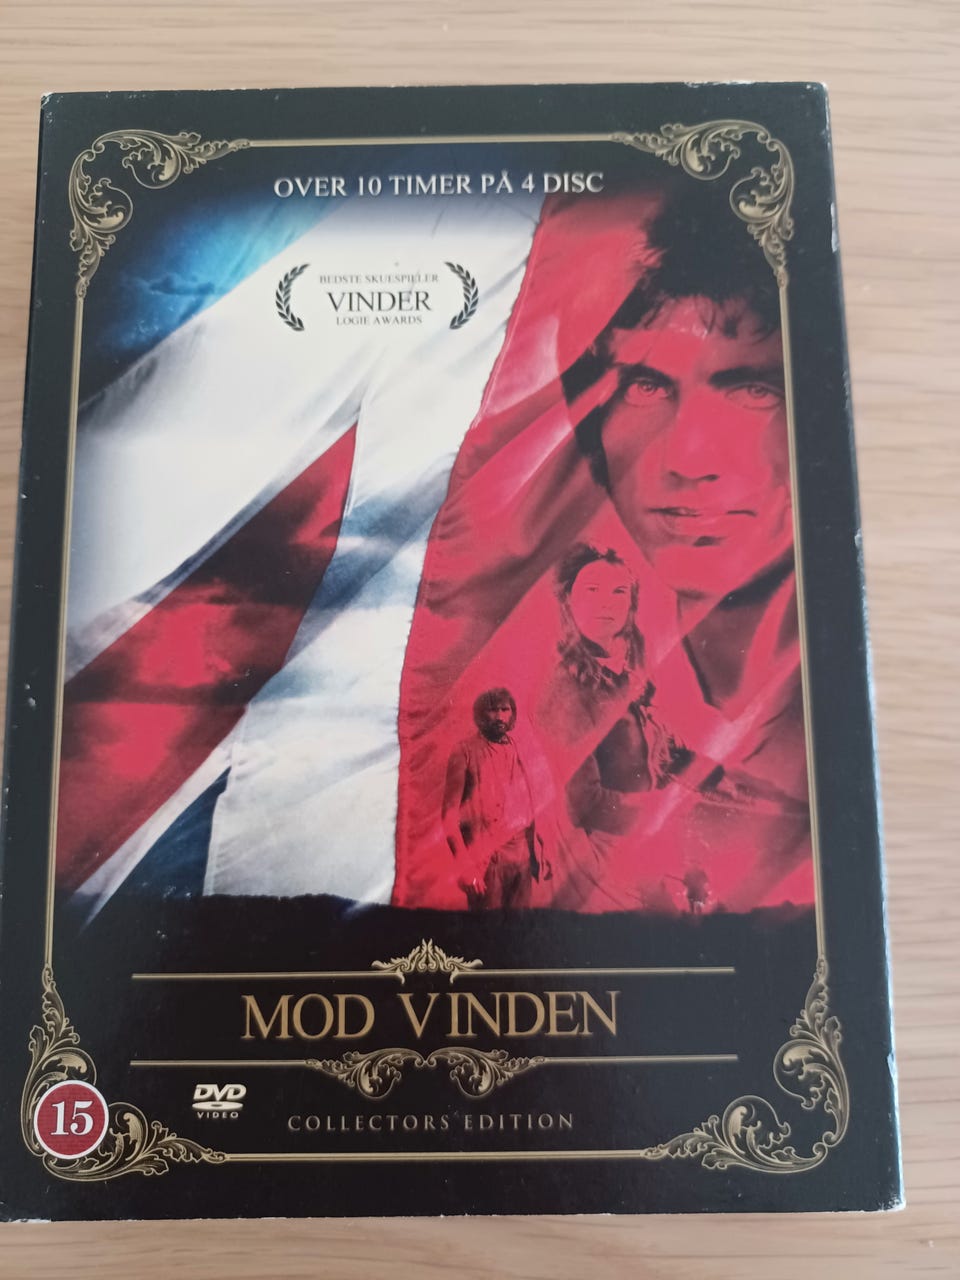 OVER 10 TIMER PÅ 4 DISC
BEDSTE SKUESPILLER
VINDER
LOGIE AWARDS
MOD VINDEN
15
DVD
VIDEO
COLLECTORS' EDITION